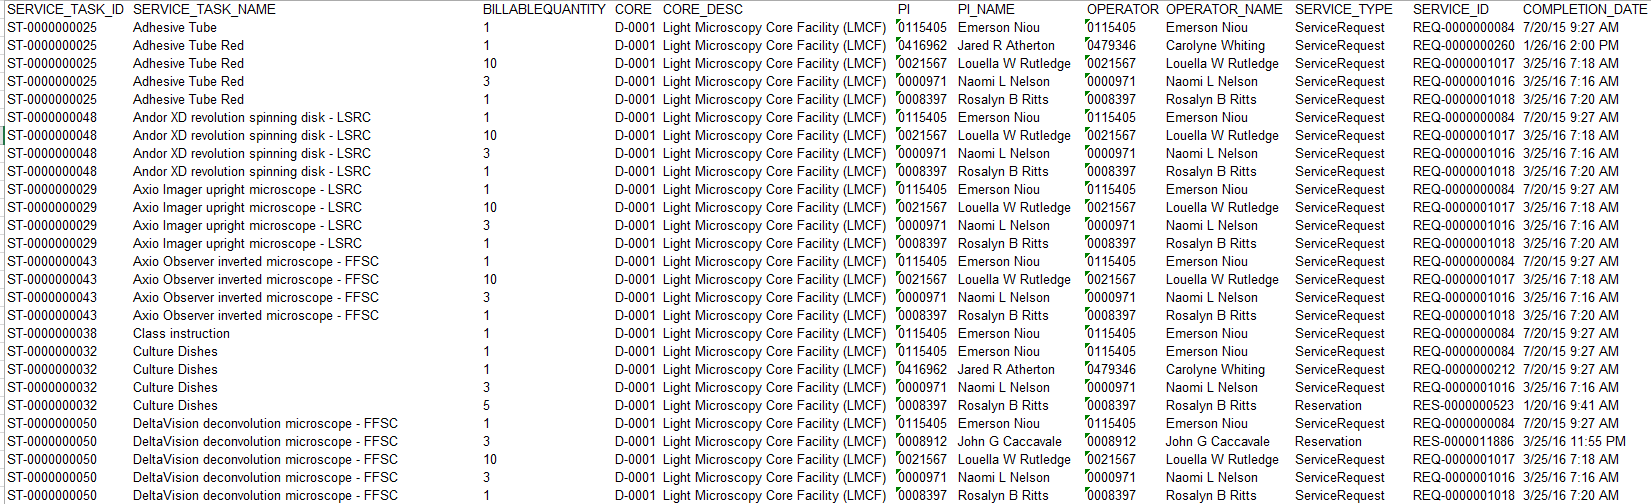 SERVICE_TASK_ID SERVICE_TASK_NAME BILLABLEQUANTITY CORE CORE_DESC PI PI_NAME OPERATOR OPERATOR_NAME SERVICE_TYPE SERVICE_ID COMPLETION_DATE
ST-0000000025 Adhesive Tube 1 D-0001 Light Microscopy Core Facility (LMCF) 0115405 Emerson Niou 0115405 Emerson Niou ServiceRequest REQ-0000000084 7/20/15 9:27 AM
ST-0000000025 Adhesive Tube Red 1 D-0001 Light Microscopy Core Facility (LMCF) 0416962 Jared R Atherton 0479346 Carolyne Whiting ServiceRequest REQ-0000000260 1/26/16 2:00 PM
ST-0000000025 Adhesive Tube Red 10 D-0001 Light Microscopy Core Facility (LMCF) 0021567 Louella W Rutledge 0021567 Louella W Rutledge ServiceRequest REQ-0000001017 3/25/16 7:18 AM
ST-0000000025 Adhesive Tube Red 3 D-0001 Light Microscopy Core Facility (LMCF) 0000971 Naomi L Nelson 0000971 Naomi L Nelson ServiceRequest REQ-0000001016 3/25/16 7:16 AM
ST-0000000025 Adhesive Tube Red 1 D-0001 Light Microscopy Core Facility (LMCF) 0008397 Rosalyn B Ritts 0008397 Rosalyn B Ritts ServiceRequest REQ-0000001018 3/25/16 7:20 AM
ST-0000000048 Andor XD revolution spinning disk - LSRC 1 D-0001 Light Microscopy Core Facility (LMCF) 0115405 Emerson Niou 0115405 Emerson Niou ServiceRequest REQ-0000000084 7/20/15 9:27 AM
ST-0000000048 Andor XD revolution spinning disk - LSRC 10 D-0001 Light Microscopy Core Facility (LMCF) 0021567 Louella W Rutledge 0021567 Louella W Rutledge ServiceRequest REQ-0000001017 3/25/16 7:18 AM
ST-0000000048 Andor XD revolution spinning disk - LSRC 3 D-0001 Light Microscopy Core Facility (LMCF) 0000971 Naomi L Nelson 0000971 Naomi L Nelson ServiceRequest REQ-0000001016 3/25/16 7:16 AM
ST-0000000048 Andor XD revolution spinning disk - LSRC 1 D-0001 Light Microscopy Core Facility (LMCF) 0008397 Rosalyn B Ritts 0008397 Rosalyn B Ritts ServiceRequest REQ-0000001018 3/25/16 7:20 AM
ST-0000000029 Axio Imager upright microscope - LSRC 1 D-0001 Light Microscopy Core Facility (LMCF) 0115405 Emerson Niou 0115405 Emerson Niou ServiceRequest REQ-0000000084 7/20/15 9:27 AM
ST-0000000029 Axio Imager upright microscope - LSRC 10 D-0001 Light Microscopy Core Facility (LMCF) 0021567 Louella W Rutledge 0021567 Louella W Rutledge ServiceRequest REQ-0000001017 3/25/16 7:18 AM
ST-0000000029 Axio Imager upright microscope - LSRC 3 D-0001 Light Microscopy Core Facility (LMCF) 0000971 Naomi L Nelson 0000971 Naomi L Nelson ServiceRequest REQ-0000001016 3/25/16 7:16 AM
ST-0000000029 Axio Imager upright microscope - LSRC 1 D-0001 Light Microscopy Core Facility (LMCF) 0008397 Rosalyn B Ritts 0008397 Rosalyn B Ritts ServiceRequest REQ-0000001018 3/25/16 7:20 AM
ST-0000000043 Axio Observer inverted microscope - FFSC 1 D-0001 Light Microscopy Core Facility (LMCF) 0115405 Emerson Niou 0115405 Emerson Niou ServiceRequest REQ-0000000084 7/20/15 9:27 AM
ST-0000000043 Axio Observer inverted microscope - FFSC 10 D-0001 Light Microscopy Core Facility (LMCF) 0021567 Louella W Rutledge 0021567 Louella W Rutledge ServiceRequest REQ-0000001017 3/25/16 7:18 AM
ST-0000000043 Axio Observer inverted microscope - FFSC 3 D-0001 Light Microscopy Core Facility (LMCF) 0000971 Naomi L Nelson 0000971 Naomi L Nelson ServiceRequest REQ-0000001016 3/25/16 7:16 AM
ST-0000000043 Axio Observer inverted microscope - FFSC 1 D-0001 Light Microscopy Core Facility (LMCF) 0008397 Rosalyn B Ritts 0008397 Rosalyn B Ritts ServiceRequest REQ-0000001018 3/25/16 7:20 AM
ST-0000000038 Class instruction 1 D-0001 Light Microscopy Core Facility (LMCF) 0115405 Emerson Niou 0115405 Emerson Niou ServiceRequest REQ-0000000084 7/20/15 9:27 AM
ST-0000000032 Culture Dishes 1 D-0001 Light Microscopy Core Facility (LMCF) 0115405 Emerson Niou 0115405 Emerson Niou ServiceRequest REQ-0000000084 7/20/15 9:27 AM
ST-0000000032 Culture Dishes 1 D-0001 Light Microscopy Core Facility (LMCF) 0416962 Jared R Atherton 0479346 Carolyne Whiting ServiceRequest REQ-0000000212 7/20/15 9:27 AM
ST-0000000032 Culture Dishes 3 D-0001 Light Microscopy Core Facility (LMCF) 0000971 Naomi L Nelson 0000971 Naomi L Nelson ServiceRequest REQ-0000001016 3/25/16 7:16 AM
ST-0000000032 Culture Dishes 5 D-0001 Light Microscopy Core Facility (LMCF) 0008397 Rosalyn B Ritts 0008397 Rosalyn B Ritts Reservation RES-0000000523 1/20/16 9:41 AM
ST-0000000050 DeltaVision deconvolution microscope - FFSC 1 D-0001 Light Microscopy Core Facility (LMCF) 0115405 Emerson Niou 0115405 Emerson Niou ServiceRequest REQ-0000000084 7/20/15 9:27 AM
ST-0000000050 DeltaVision deconvolution microscope - FFSC 3 D-0001 Light Microscopy Core Facility (LMCF) 0008912 John G Caccavale 0008912 John G Caccavale Reservation RES-0000011886 3/25/16 11:55 PM
ST-0000000050 DeltaVision deconvolution microscope - FFSC 10 D-0001 Light Microscopy Core Facility (LMCF) 0021567 Louella W Rutledge 0021567 Louella W Rutledge ServiceRequest REQ-0000001017 3/25/16 7:18 AM
ST-0000000050 DeltaVision deconvolution microscope - FFSC 3 D-0001 Light Microscopy Core Facility (LMCF) 0000971 Naomi L Nelson 0000971 Naomi L Nelson ServiceRequest REQ-0000001016 3/25/16 7:16 AM
ST-0000000050 DeltaVision deconvolution microscope - FFSC 1 D-0001 Light Microscopy Core Facility (LMCF) 0008397 Rosalyn B Ritts 0008397 Rosalyn B Ritts ServiceRequest REQ-0000001018 3/25/16 7:20 AM